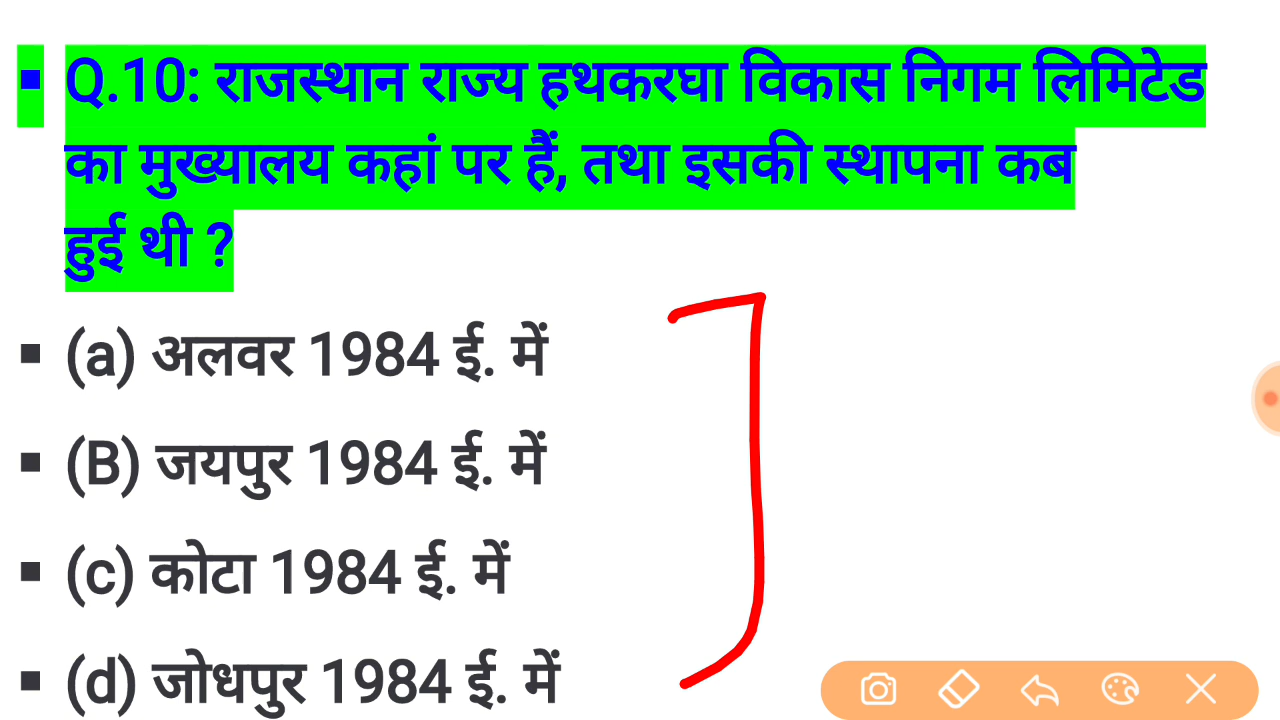 ▪ Q.10: राजस्थान राज्य हथकरघा विकास निगम लिमिटेड
का मुख्यालय कहां पर हैं, तथा इसकी स्थापना कब
हुई थी ?
▪ (a) अलवर 1984 ई. में
▪ (B) जयपुर 1984 ई. में
▪ (c) कोटा 1984 ई. में
▪ (d) जोधपुर 1984 ई. में